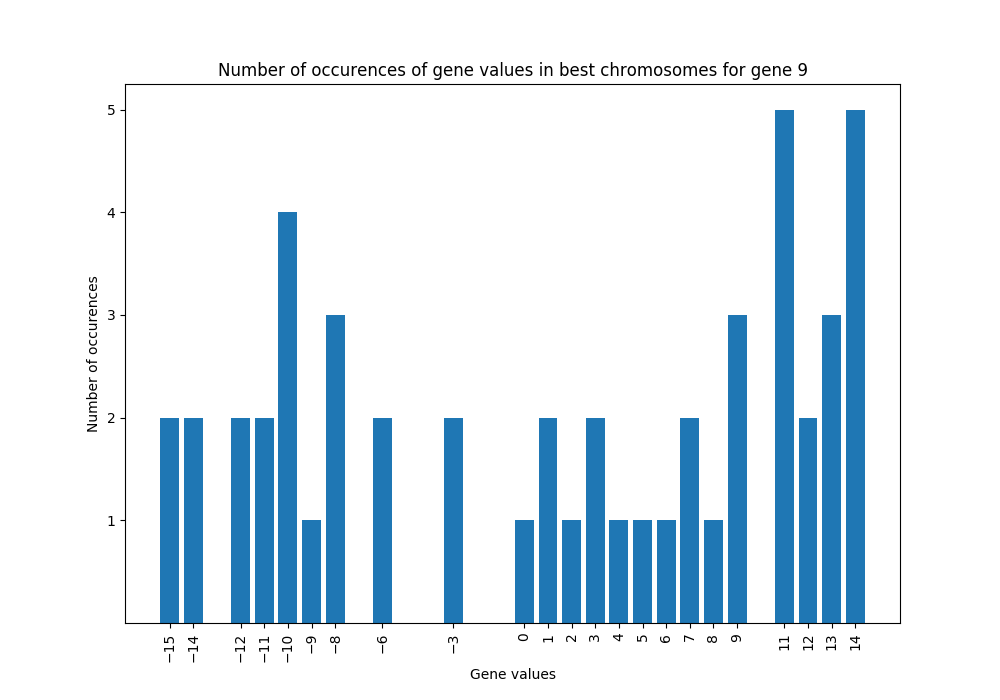 Number of occurences of gene values in best chromosomes for gene 9
5
4
3
2
1
Number of occurences
−15 −14 −12 −11 −10 −9 −8 −6 −3 0 1 2 3 4 5 6 7 8 9 11 12 13 14
Gene values